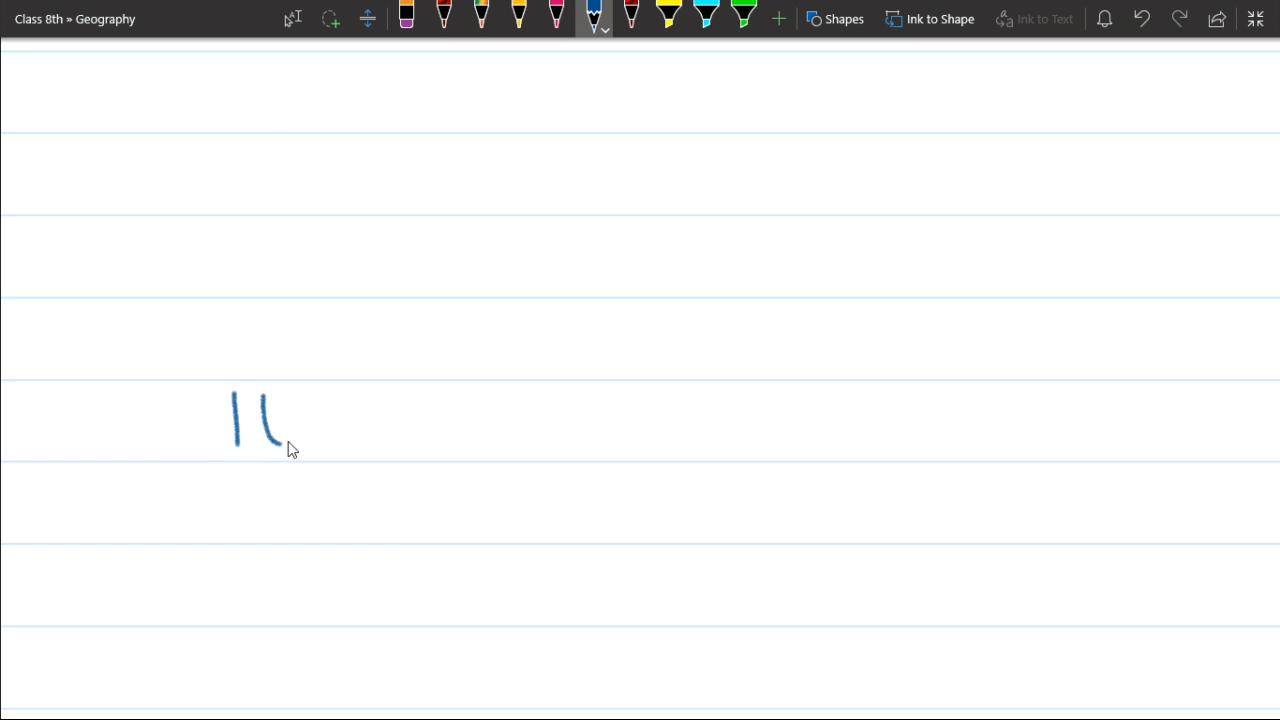 Class 8th » Geography
Shapes
Ink to Shape
Ink to Text